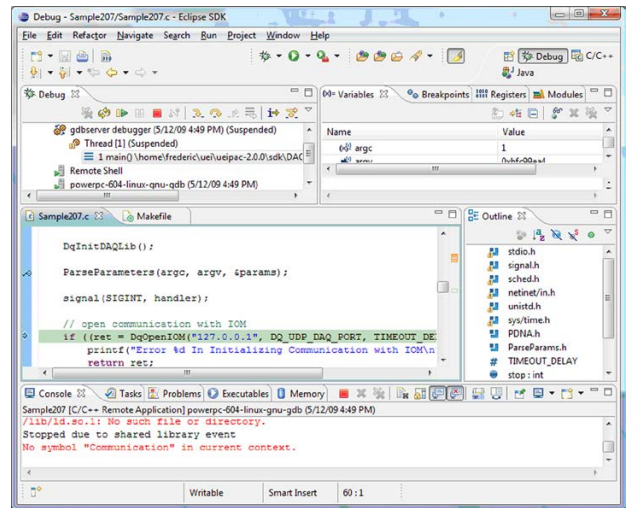 Debug - Sample207/Sample207.c - Eclipse SDK
File Edit Refactor Navigate Search Run Project Window Help
Debug C/C++
Java
Debug
Variables Breakpoints Registers Modules
gdbserver debugger (5/12/09 4:49 PM) (Suspended)
Thread [1] (Suspended)
1 main() \home\frederic\uei\ueipac-2.0.0\sdk\DAC
Remote Shell
powerpc-604-linux-gnu-gdb (5/12/09 4:49 PM)
Name Value
argc 1
argv
Sample207.c Makefile
Outline
DqInitDAQLib();
ParseParameters(argc, argv, &params);
signal(SIGINT, handler);
// open communication with IOM
if ((ret = DqOpenIOM("127.0.0.1", DQ_UDP_DAQ_PORT, TIMEOUT_DE
printf("Error %d In Initializing Communication with IOM\n
return ret;
stdio.h
signal.h
sched.h
netinet/in.h
unistd.h
sys/time.h
PDNA.h
ParseParams.h
# TIMEOUT_DELAY
stop : int
Console Tasks Problems Executables Memory
Sample207 [C/C++ Remote Application] powerpc-604-linux-gnu-gdb (5/12/09 4:49 PM)
/lib/ld.so.1: No such file or directory.
Stopped due to shared library event
No symbol "Communication" in current context.
Writable Smart Insert 60:1